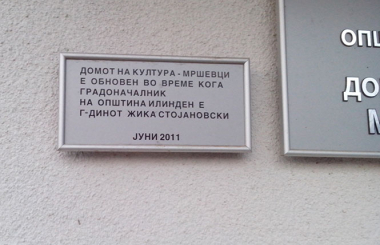 ДОМОТ НА КУЛТУРА - МРШЕВЦИ
Е ОБНОВЕН ВО ВРЕМЕ КОГА
ГРАДОНАЧАЛНИК
НА ОПШТИНА ИЛИНДЕН Е
Г-ДИНОТ ЖИКА СТОЈАНОВСКИ
ЈУНИ 2011